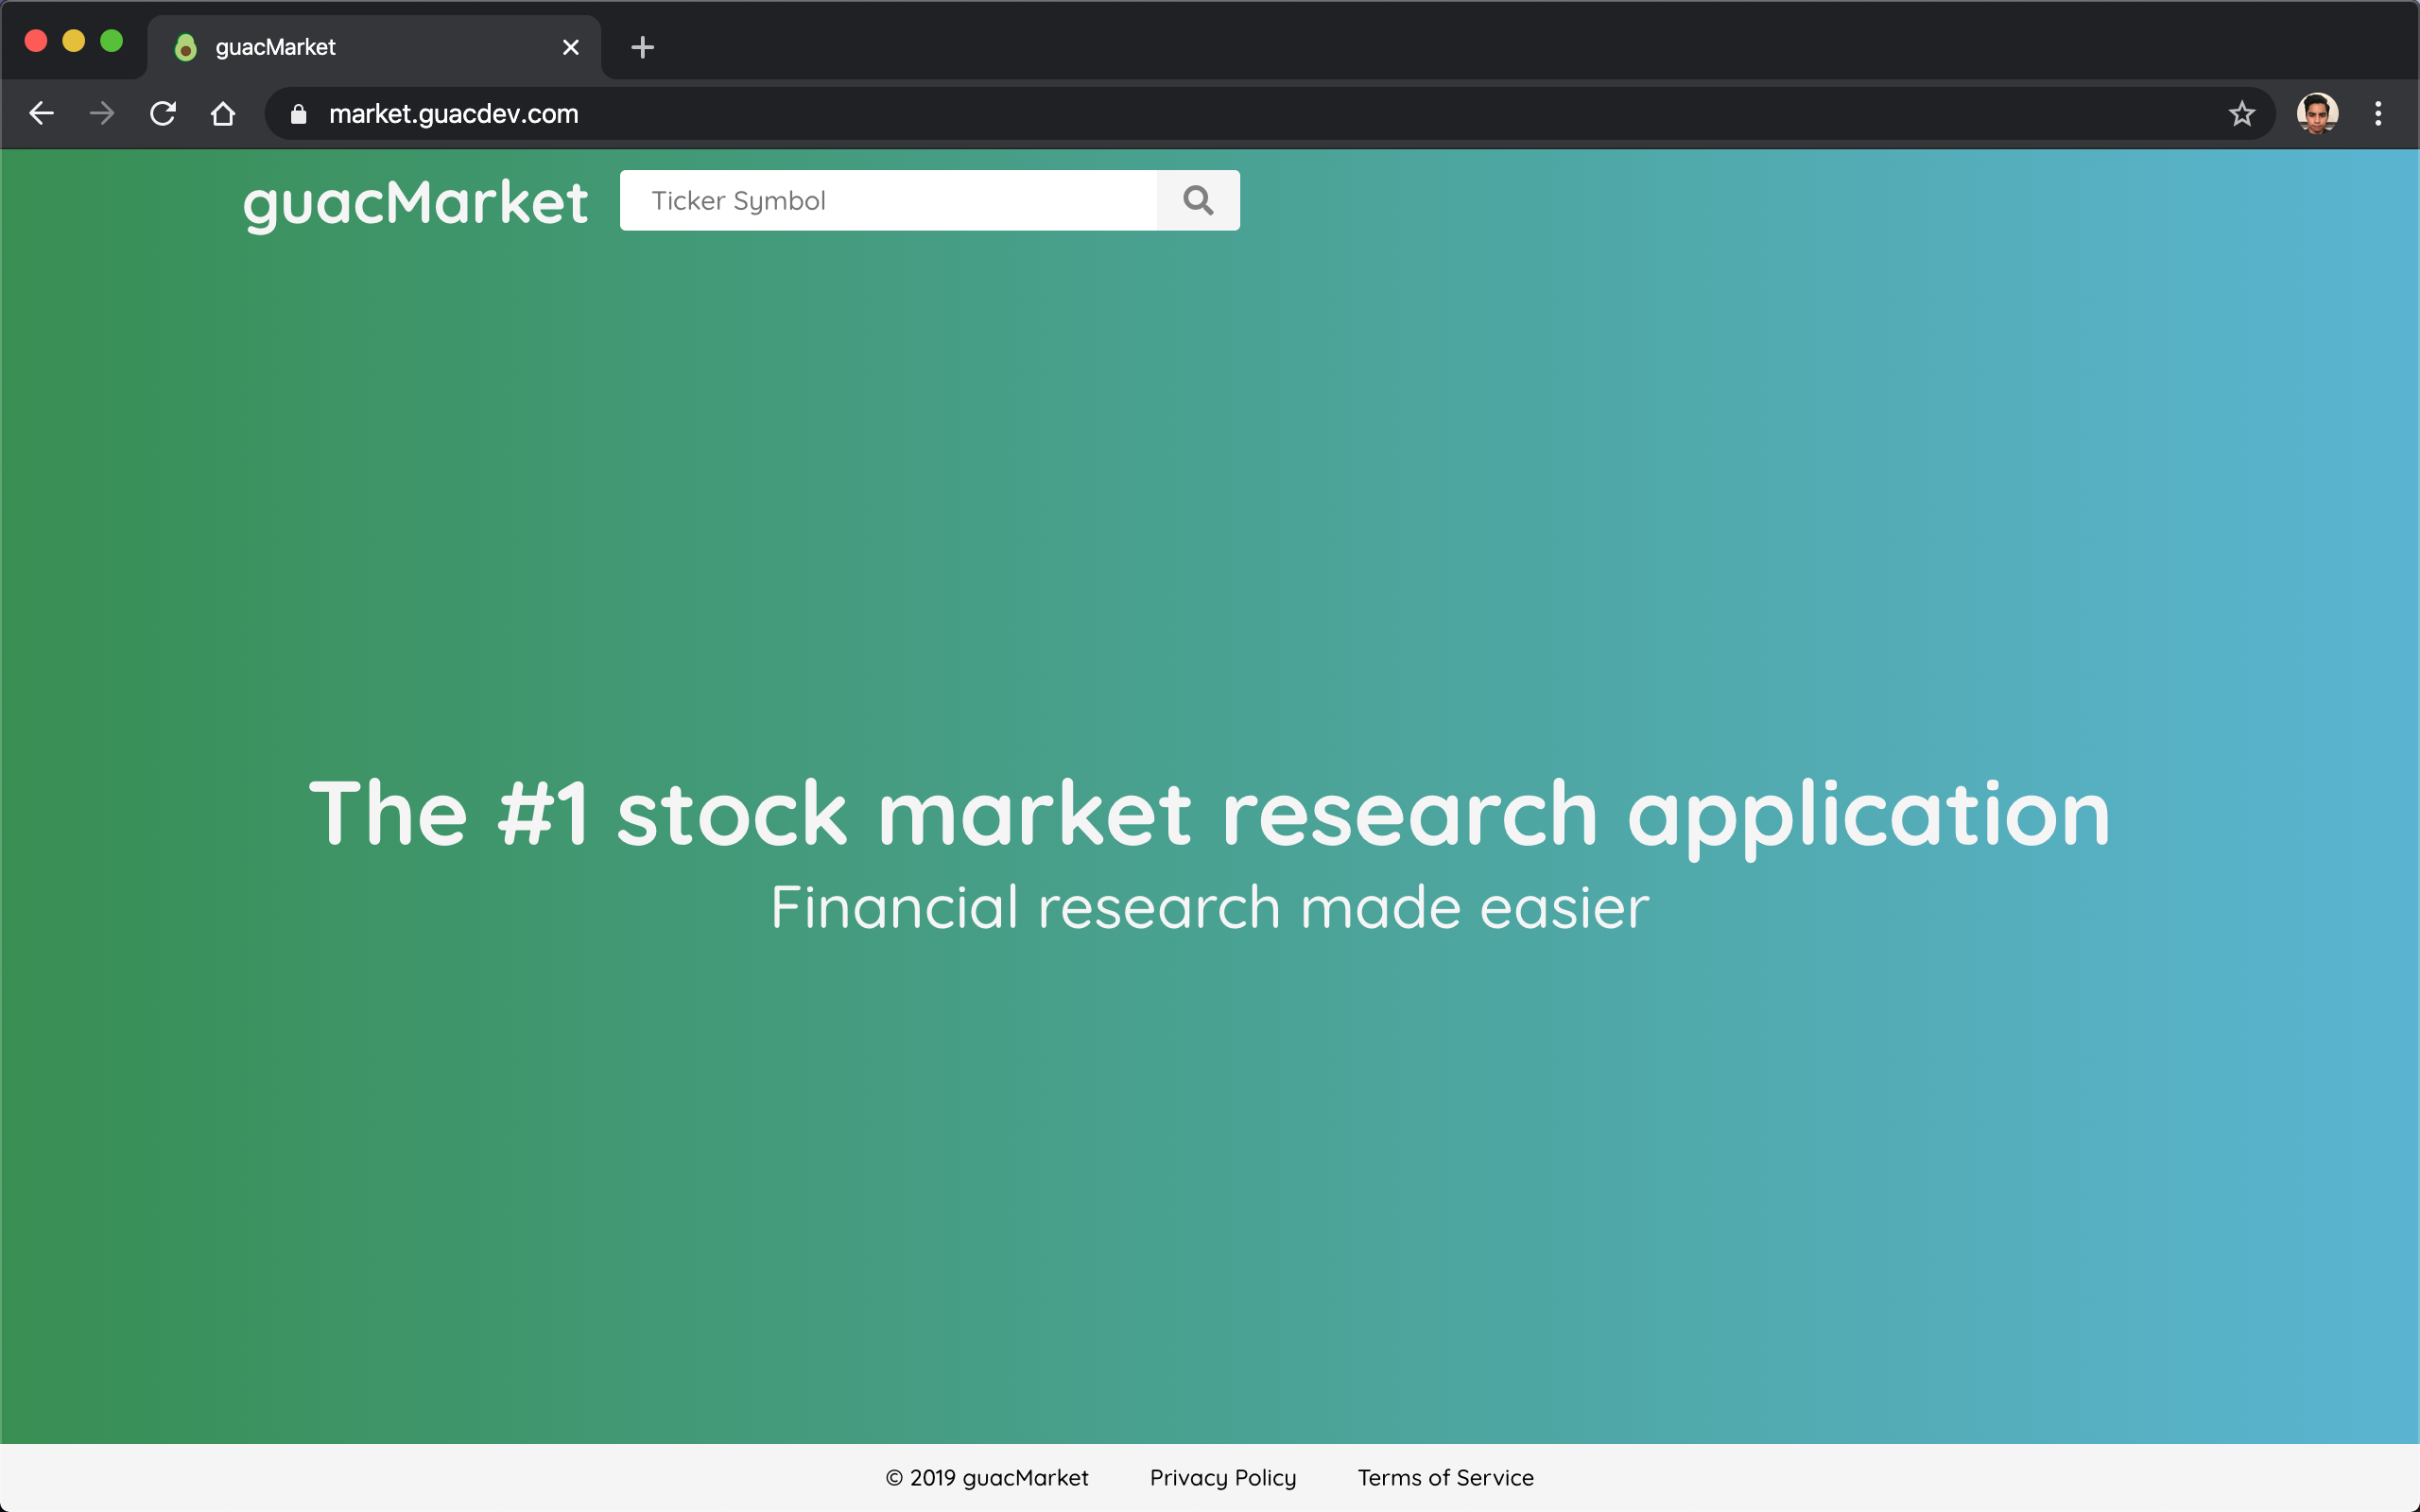 guacMarket
market.guacdev.com
guacMarket
Ticker Symbol
The #1 stock market research application
Financial research made easier
© 2019 guacMarket Privacy Policy Terms of Service